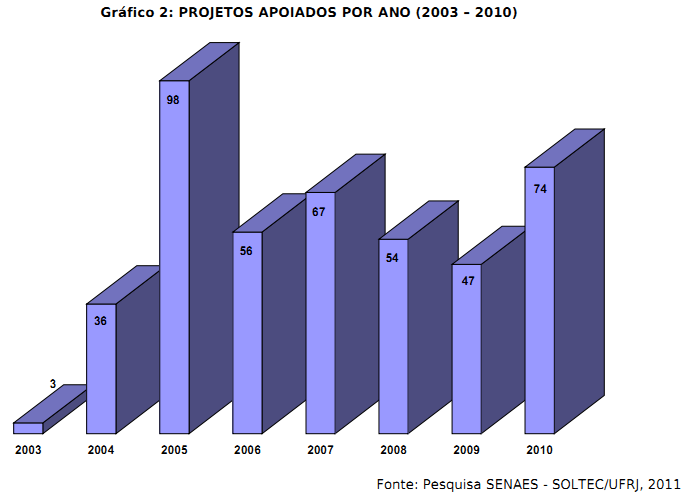 Gráfico 2: PROJETOS APOIADOS POR ANO (2003 – 2010)
98
74
67
56
54
47
36
3
2003 2004 2005 2006 2007 2008 2009 2010
Fonte: Pesquisa SENAES - SOLTEC/UFRJ, 2011